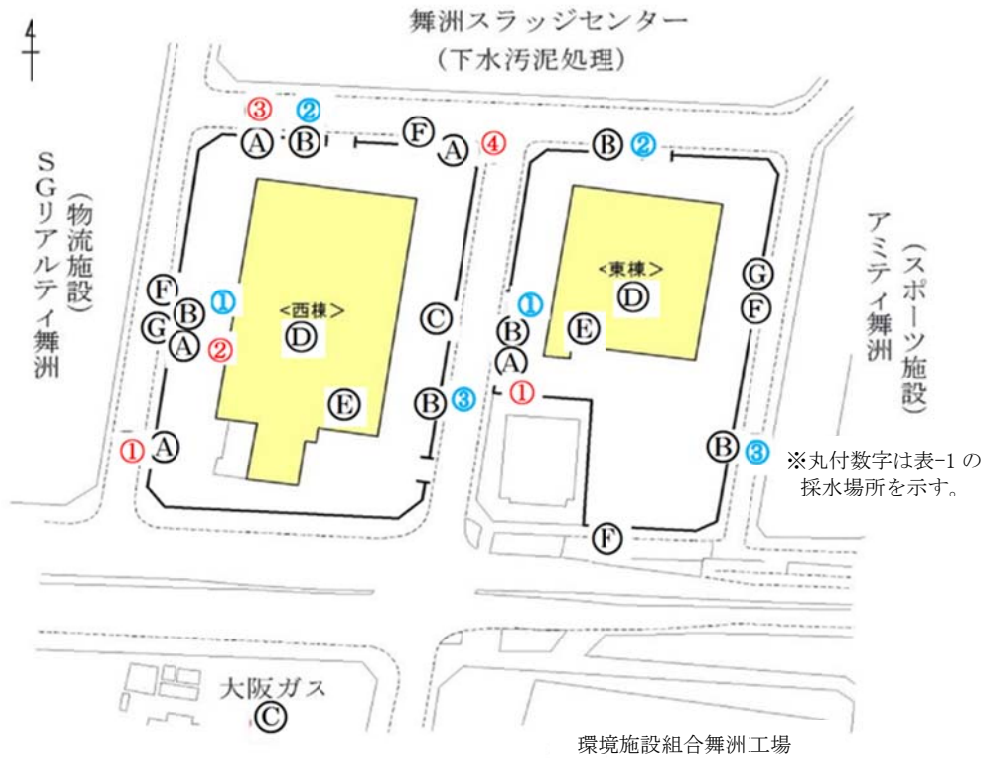 舞洲スラッジセンター
（下水汚泥処理）
③ ②
Ⓐ Ⓑ Ⓕ Ⓐ ④ Ⓑ ②
ＳＧリアルティ舞洲
（物流施設）
アミティ舞洲
（スポーツ施設）
Ⓕ Ⓑ ①
Ⓖ Ⓐ ②
① Ⓐ
<西棟>
Ⓓ
Ⓔ
Ⓒ
Ⓑ ③
①
Ⓑ
Ⓐ
①
<東棟>
Ⓓ
Ⓔ
Ⓖ
Ⓕ
Ⓑ ③
Ⓕ
※丸付数字は表-1 の
採水場所を示す。
大阪ガス
Ⓒ
環境施設組合舞洲工場